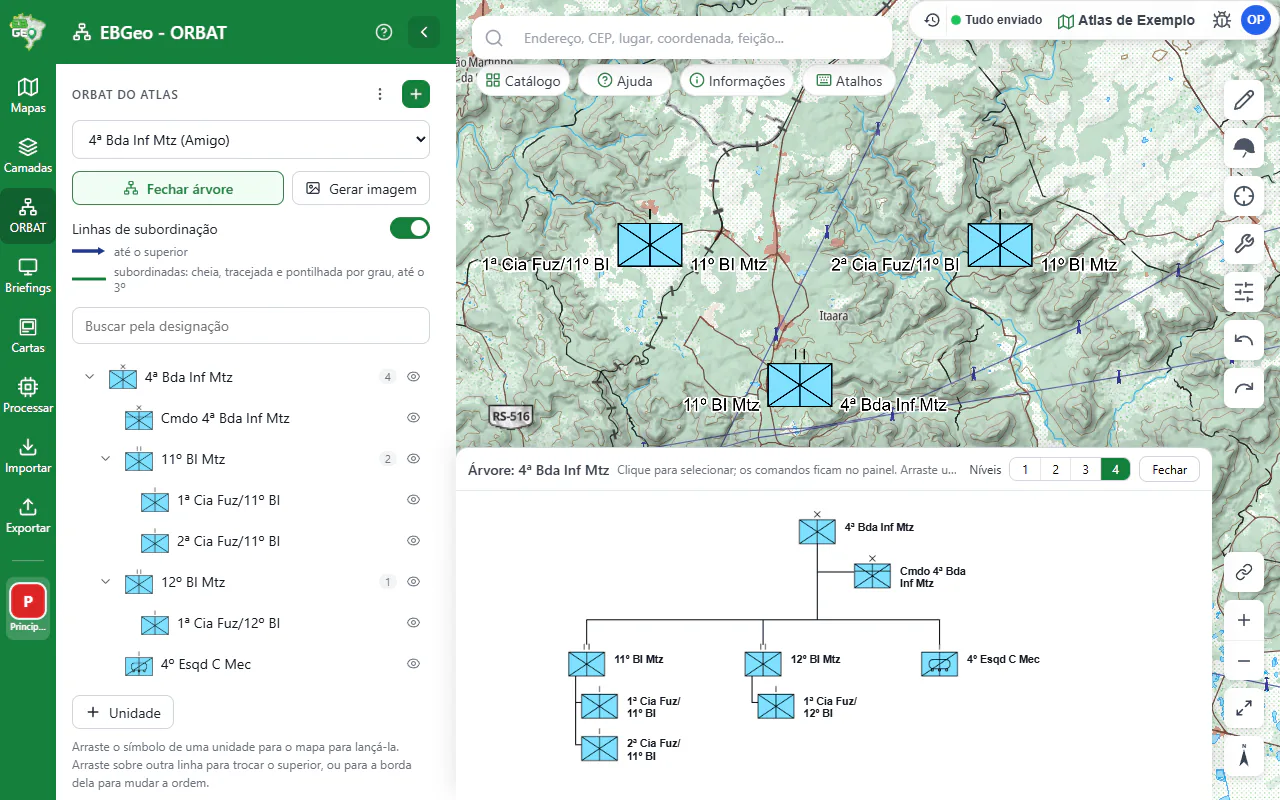 EB
GEO
EBGeo - ORBAT
Mapas
Camadas
ORBAT
Briefings
Cartas
Processar
Importar
Exportar
P
Princip...
ORBAT DO ATLAS
4ª Bda Inf Mtz (Amigo)
Fechar árvore
Gerar imagem
Linhas de subordinação
até o superior
subordinadas: cheia, tracejada e pontilhada por grau, até o
3º
Buscar pela designação
4ª Bda Inf Mtz
4
Cmdo 4ª Bda Inf Mtz
11º BI Mtz
2
1ª Cia Fuz/11º BI
2ª Cia Fuz/11º BI
12º BI Mtz
1
1ª Cia Fuz/12º BI
4º Esqd C Mec
+ Unidade
Arraste o símbolo de uma unidade para o mapa para lançá-la.
Arraste sobre outra linha para trocar o superior, ou para a borda
dela para mudar a ordem.
Endereço, CEP, lugar, coordenada, feição...
Tudo enviado
Atlas de Exemplo
OP
Catálogo
Ajuda
Informações
Atalhos
1ª Cia Fuz/11º BI
11º BI Mtz
2ª Cia Fuz/11º BI
11º BI Mtz
Itaara
11º BI Mtz
4ª Bda Inf Mtz
RS-516
N
Árvore: 4ª Bda Inf Mtz
Clique para selecionar; os comandos ficam no painel. Arraste u...
Níveis
1
2
3
4
Fechar
4ª Bda Inf Mtz
Cmdo 4ª Bda
Inf Mtz
11º BI Mtz
12º BI Mtz
4º Esqd C Mec
1ª Cia Fuz/
11º BI
1ª Cia Fuz/
12º BI
2ª Cia Fuz/
11º BI